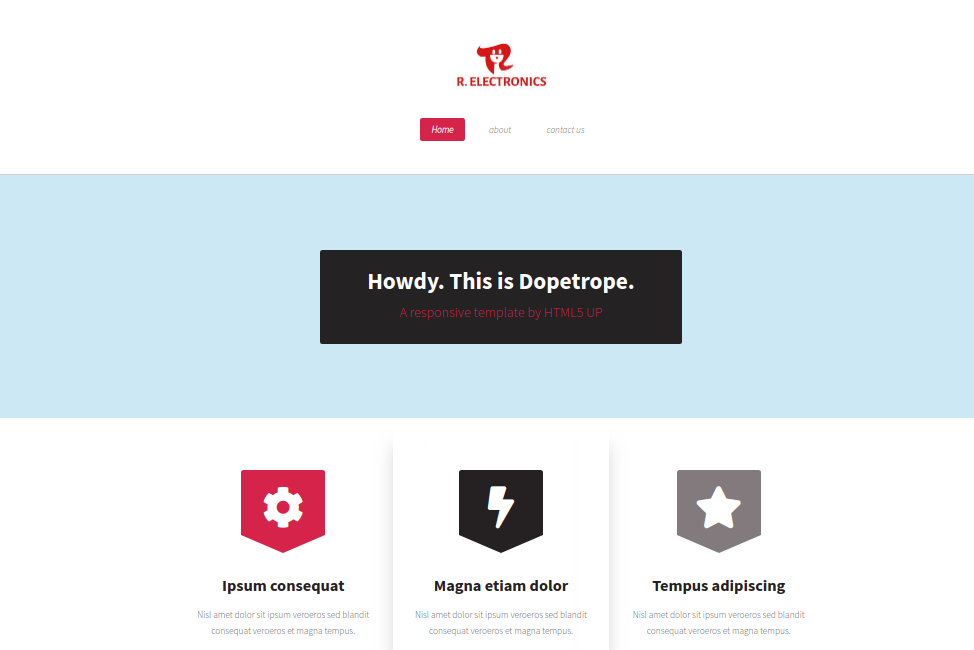 R. ELECTRONICS
Home about contact us
Howdy. This is Dopetrope.
A responsive template by HTML5 UP
Ipsum consequat Magna etiam dolor Tempus adipiscing
Nisl amet dolor sit ipsum veroeros sed blandit Nisl amet dolor sit ipsum veroeros sed blandit Nisl amet dolor sit ipsum veroeros sed blandit
consequat veroeros et magna tempus. consequat veroeros et magna tempus. consequat veroeros et magna tempus.